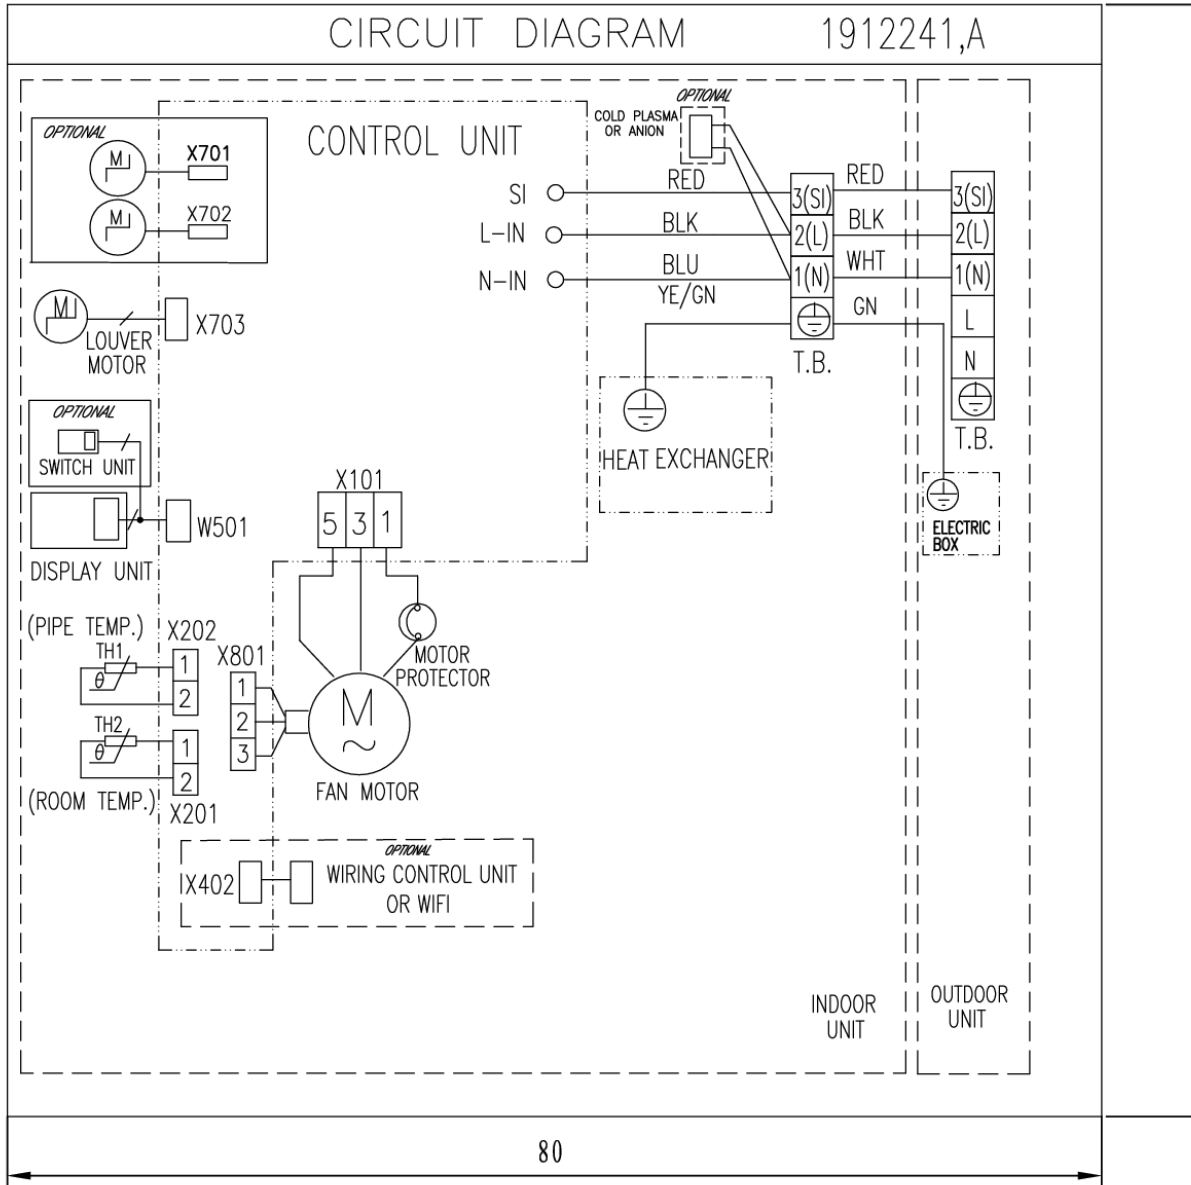 CIRCUIT DIAGRAM 1912241,A
OPTIONAL
M X701
M X702
CONTROL UNIT
OPTIONAL
COLD PLASMA
OR ANION
SI RED 3(SI) RED 3(SI)
L-IN BLK 2(L) BLK 2(L)
N-IN BLU 1(N) WHT 1(N)
YE/GN GN L
N
T.B.
T.B.
M X703
LOUVER
MOTOR
HEAT EXCHANGER
OPTIONAL
SWITCH UNIT
W501
DISPLAY UNIT
X101
5 3 1
ELECTRIC
BOX
(PIPE TEMP.)
TH1
θ
X202
1
2
TH2
θ
1
2
(ROOM TEMP.)
X201
X801
1
2
3
MOTOR
PROTECTOR
M
~
FAN MOTOR
OPTIONAL
X402
WIRING CONTROL UNIT
OR WIFI
INDOOR
UNIT
OUTDOOR
UNIT
80